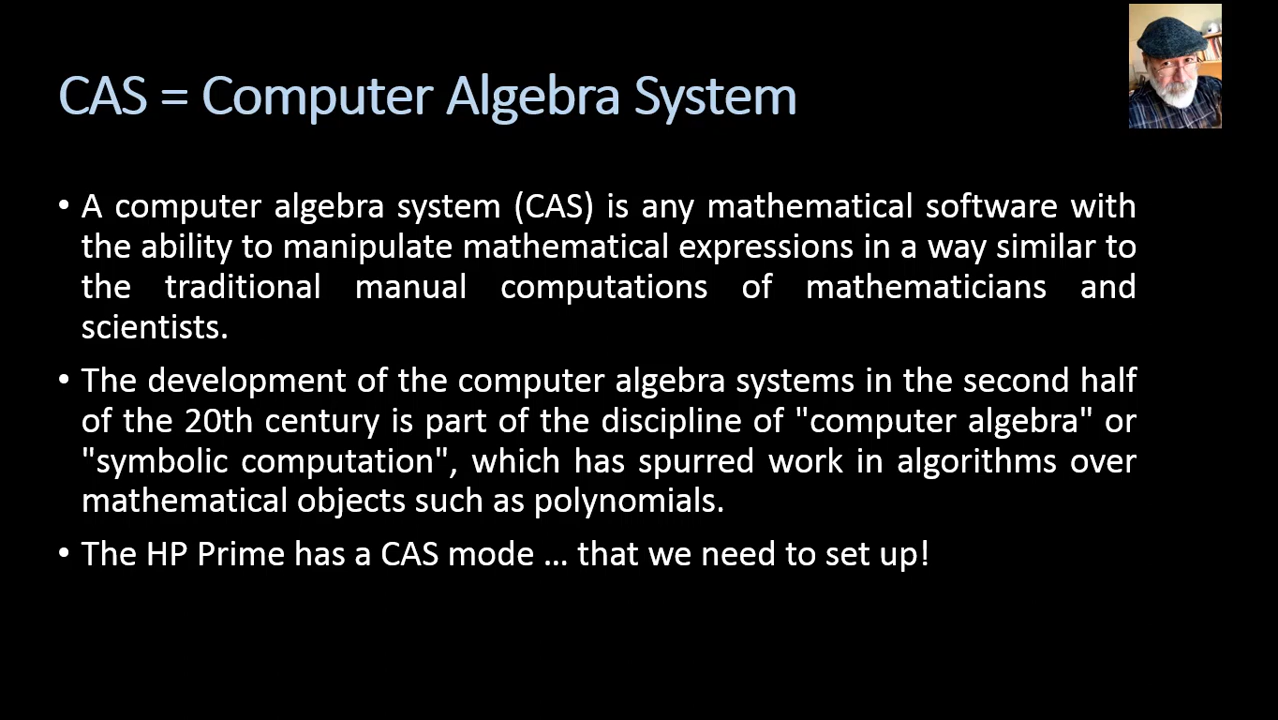 CAS = Computer Algebra System
• A computer algebra system (CAS) is any mathematical software with
the ability to manipulate mathematical expressions in a way similar to
the traditional manual computations of mathematicians and
scientists.
• The development of the computer algebra systems in the second half
of the 20th century is part of the discipline of "computer algebra" or
"symbolic computation", which has spurred work in algorithms over
mathematical objects such as polynomials.
• The HP Prime has a CAS mode … that we need to set up!